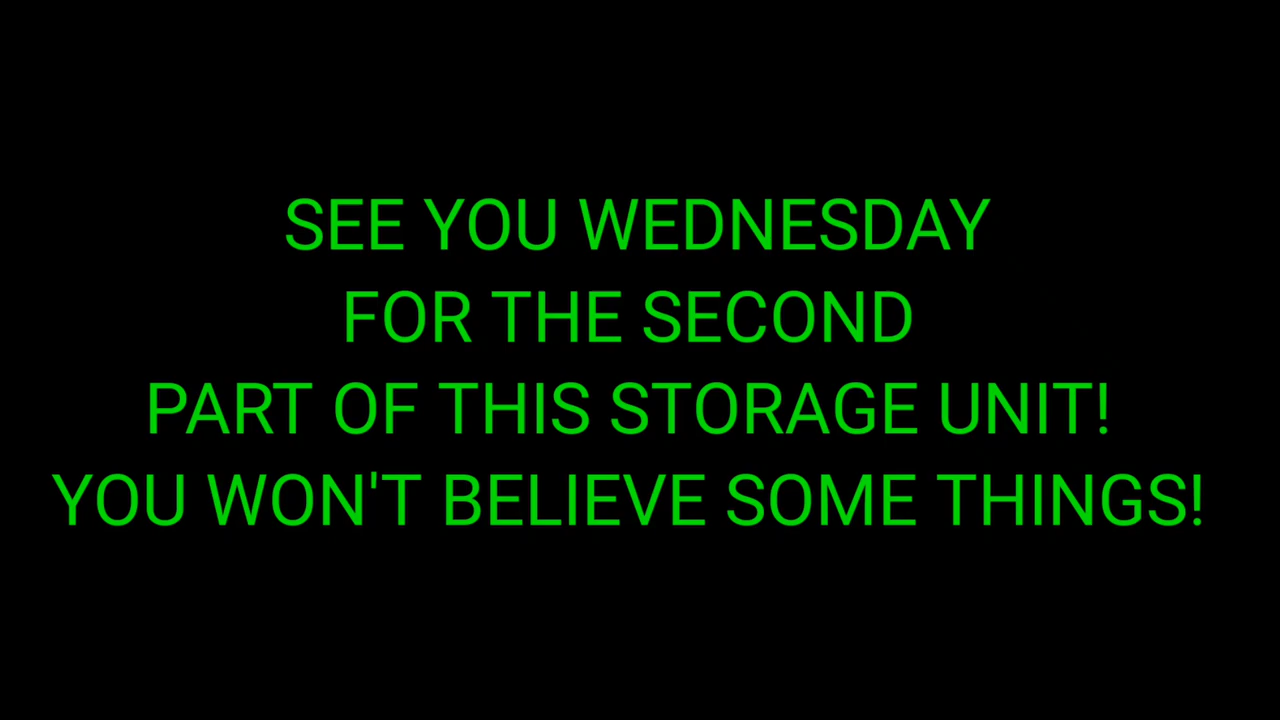 SEE YOU WEDNESDAY
FOR THE SECOND
PART OF THIS STORAGE UNIT!
YOU WON'T BELIEVE SOME THINGS!